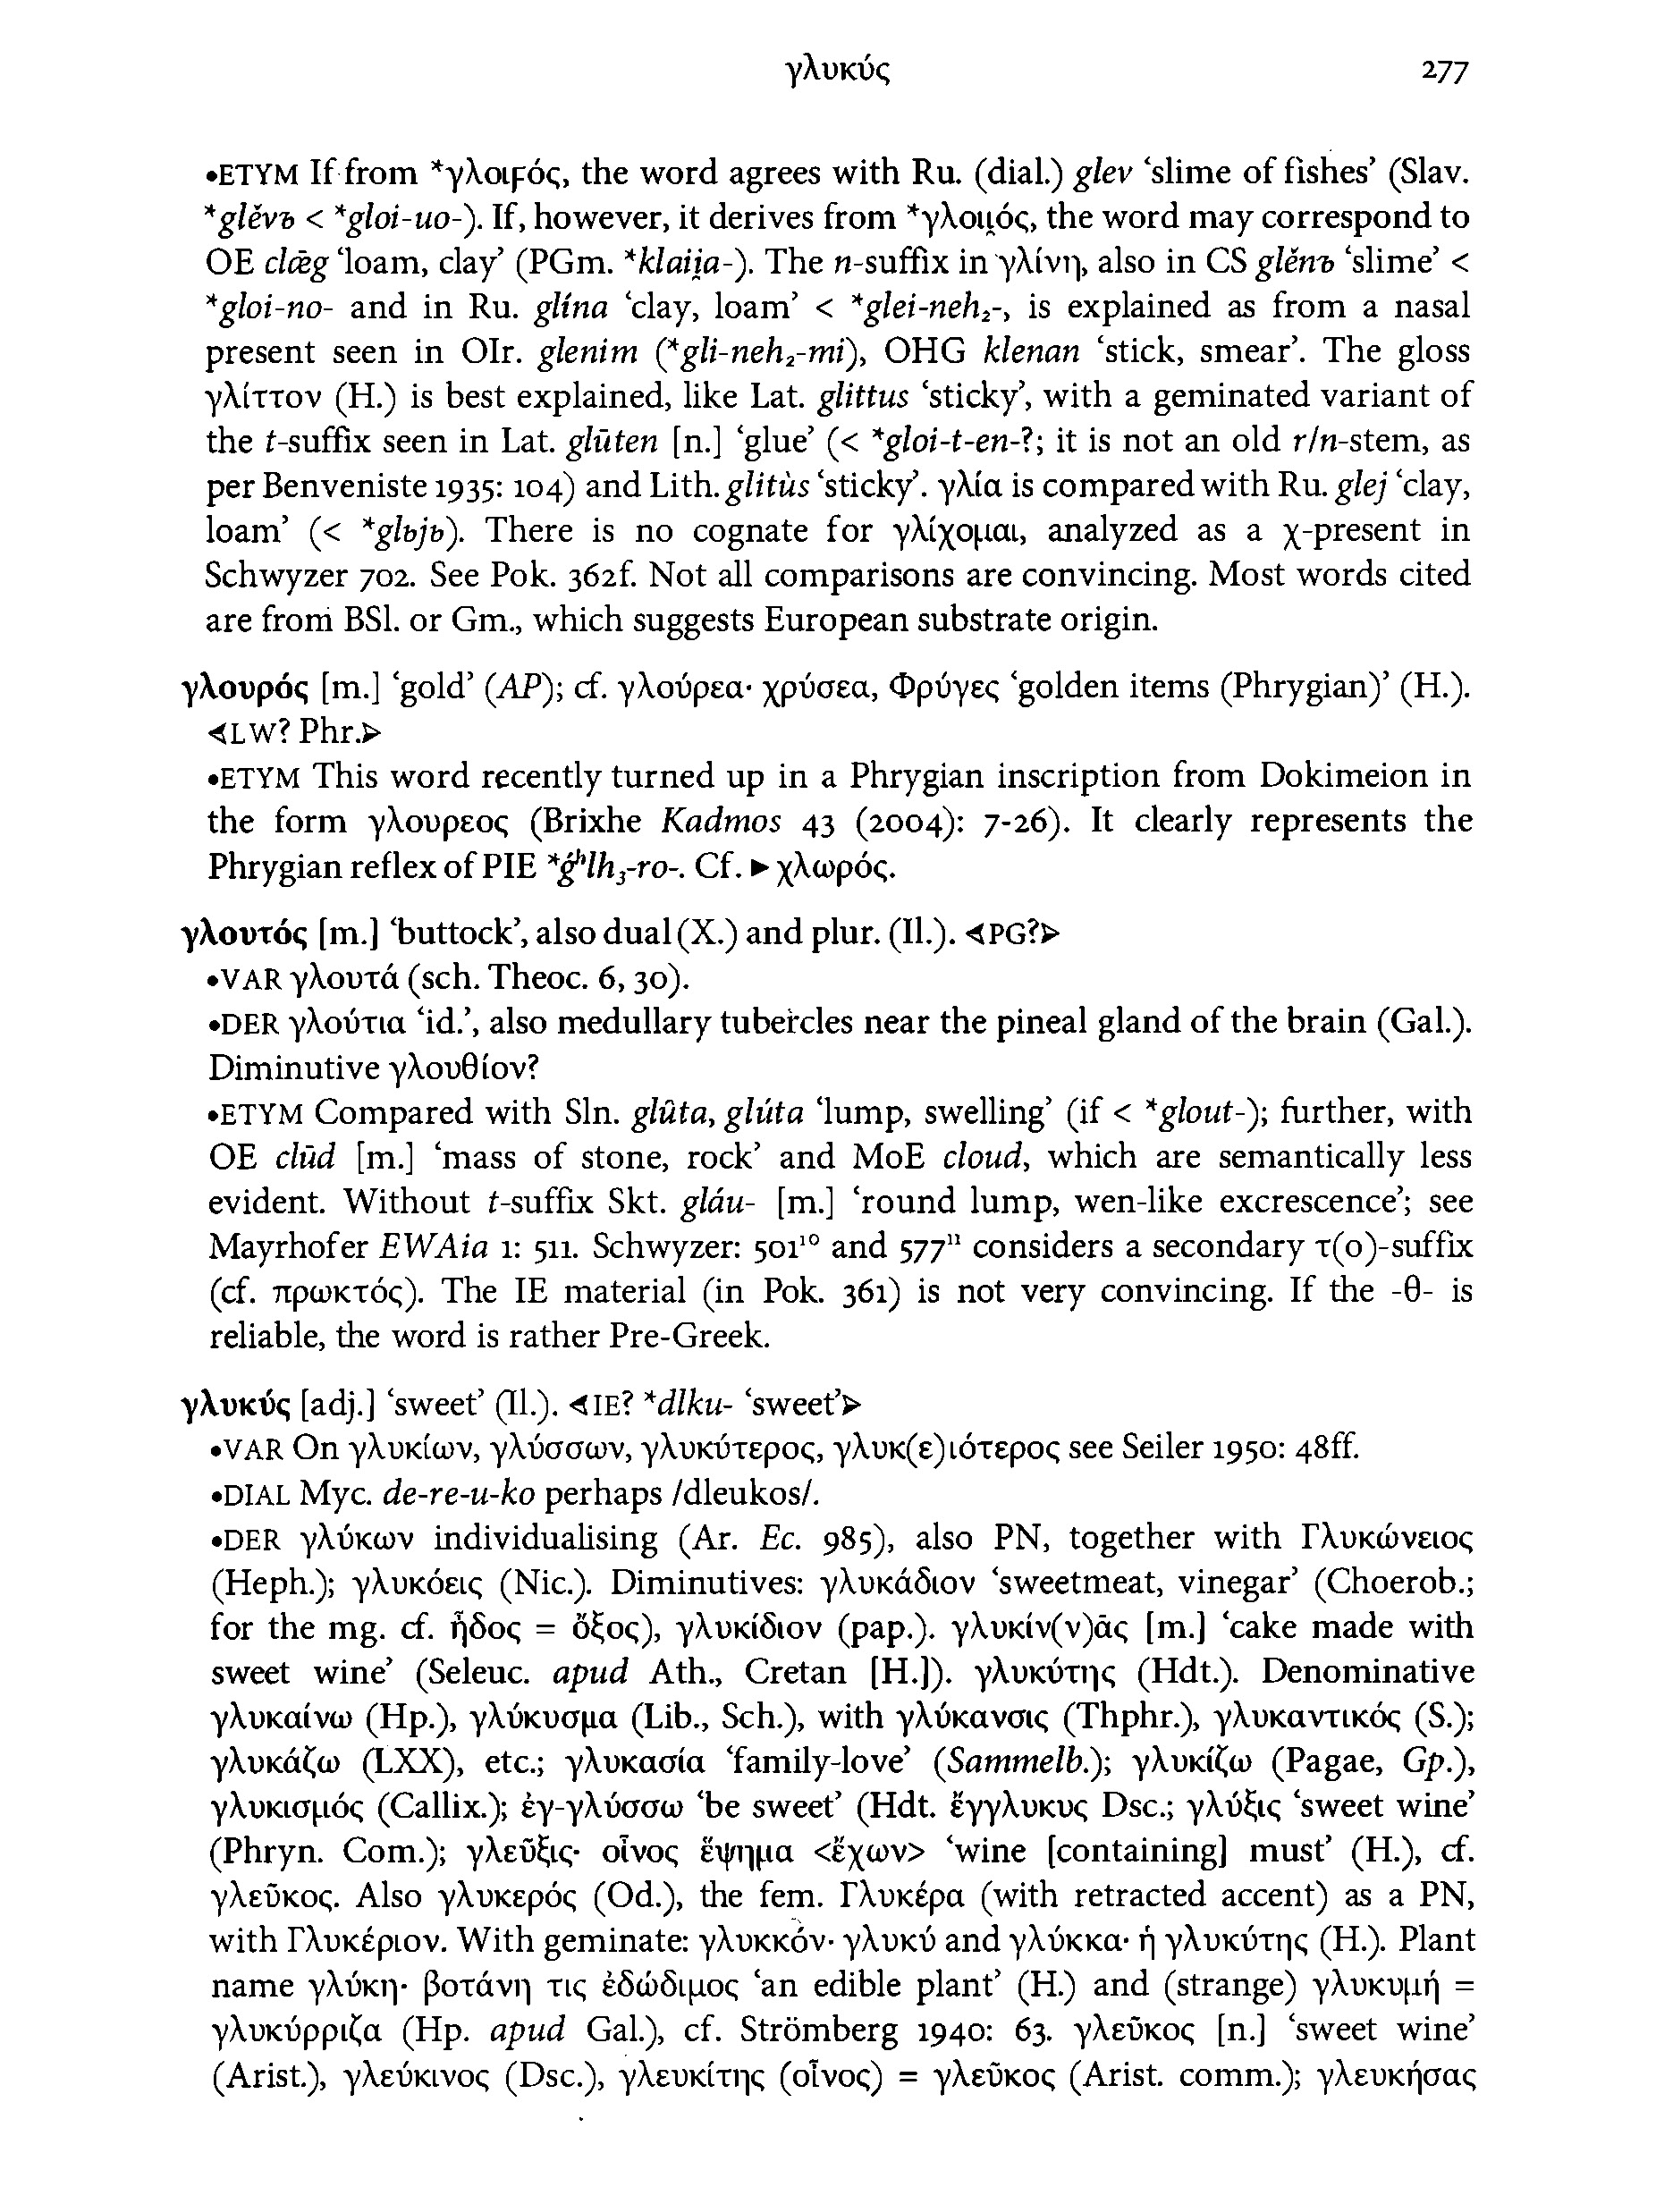 γλυκύς 277
•ETYM If from *γλοιϝός, the word agrees with Ru. (dial.) glev ‘slime of fishes’ (Slav.
*glěvъ < *gloi-uo-). If, however, it derives from *γλοιι̯ός, the word may correspond to
OE clǣg ‘loam, clay’ (PGm. *klaii̯a-). The n-suffix in γλίνη, also in CS glěnъ ‘slime’ <
*gloi-no- and in Ru. glína ‘clay, loam’ < *glei-neh₂-, is explained as from a nasal
present seen in OIr. glenim (*gli-neh₂-mi), OHG klenan ‘stick, smear’. The gloss
γλίττον (H.) is best explained, like Lat. glittus ‘sticky’, with a geminated variant of
the t-suffix seen in Lat. glūten [n.] ‘glue’ (< *gloi-t-en-?; it is not an old r/n-stem, as
per Benveniste 1935: 104) and Lith. glitùs ‘sticky’. γλία is compared with Ru. glej ‘clay,
loam’ (< *glьjь). There is no cognate for γλίχομαι, analyzed as a χ-present in
Schwyzer 702. See Pok. 362f. Not all comparisons are convincing. Most words cited
are from BSl. or Gm., which suggests European substrate origin.
γλουρός [m.] ‘gold’ (AP); cf. γλούρεα· χρύσεα, Φρύγες ‘golden items (Phrygian)’ (H.).
⊲LW? Phr.⊳
•ETYM This word recently turned up in a Phrygian inscription from Dokimeion in
the form γλουρεος (Brixhe Kadmos 43 (2004): 7-26). It clearly represents the
Phrygian reflex of PIE *ǵʰlh₃-ro-. Cf. ►χλωρός.
γλουτός [m.] ‘buttock’, also dual (X.) and plur. (Il.). ⊲PG?⊳
•VAR γλουτά (sch. Theoc. 6, 30).
•DER γλούτια ‘id.’, also medullary tubercles near the pineal gland of the brain (Gal.).
Diminutive γλουθίον?
•ETYM Compared with Sln. glûta, glúta ‘lump, swelling’ (if < *glout-); further, with
OE clūd [m.] ‘mass of stone, rock’ and MoE cloud, which are semantically less
evident. Without t-suffix Skt. gláu- [m.] ‘round lump, wen-like excrescence’; see
Mayrhofer EWAia 1: 511. Schwyzer: 501¹⁰ and 577¹¹ considers a secondary τ(ο)-suffix
(cf. πρωκτός). The IE material (in Pok. 361) is not very convincing. If the -θ- is
reliable, the word is rather Pre-Greek.
γλυκύς [adj.] ‘sweet’ (Il.). ⊲IE? *dlku- ‘sweet’⊳
•VAR On γλυκίων, γλύσσων, γλυκύτερος, γλυκ(ε)ιότερος see Seiler 1950: 48ff.
•DIAL Myc. de-re-u-ko perhaps /dleukos/.
•DER γλύκων individualising (Ar. Ec. 985), also PN, together with Γλυκώνειος
(Heph.); γλυκόεις (Nic.). Diminutives: γλυκάδιον ‘sweetmeat, vinegar’ (Choerob.;
for the mg. cf. ἦδος = ὄξος), γλυκίδιον (pap.). γλυκίν(ν)ᾱς [m.] ‘cake made with
sweet wine’ (Seleuc. apud Ath., Cretan [H.]). γλυκύτης (Hdt.). Denominative
γλυκαίνω (Hp.), γλύκυσμα (Lib., Sch.), with γλύκανσις (Thphr.), γλυκαντικός (S.);
γλυκάζω (LXX), etc.; γλυκασία ‘family-love’ (Sammelb.); γλυκίζω (Pagae, Gp.),
γλυκισμός (Callix.); ἐγ-γλύσσω ‘be sweet’ (Hdt. ἔγγλυκυς Dsc.; γλύξις ‘sweet wine’
(Phryn. Com.); γλεῦξις· οἶνος ἕψημα <ἔχων> ‘wine [containing] must’ (H.), cf.
γλεῦκος. Also γλυκερός (Od.), the fem. Γλυκέρα (with retracted accent) as a PN,
with Γλυκέριον. With geminate: γλυκκόν· γλυκύ and γλύκκα· ἡ γλυκύτης (H.). Plant
name γλύκη· βοτάνη τις ἐδώδιμος ‘an edible plant’ (H.) and (strange) γλυκυμή =
γλυκύρριζα (Hp. apud Gal.), cf. Strömberg 1940: 63. γλεῦκος [n.] ‘sweet wine’
(Arist.), γλεύκινος (Dsc.), γλευκίτης (οἶνος) = γλεῦκος (Arist. comm.); γλευκήσας